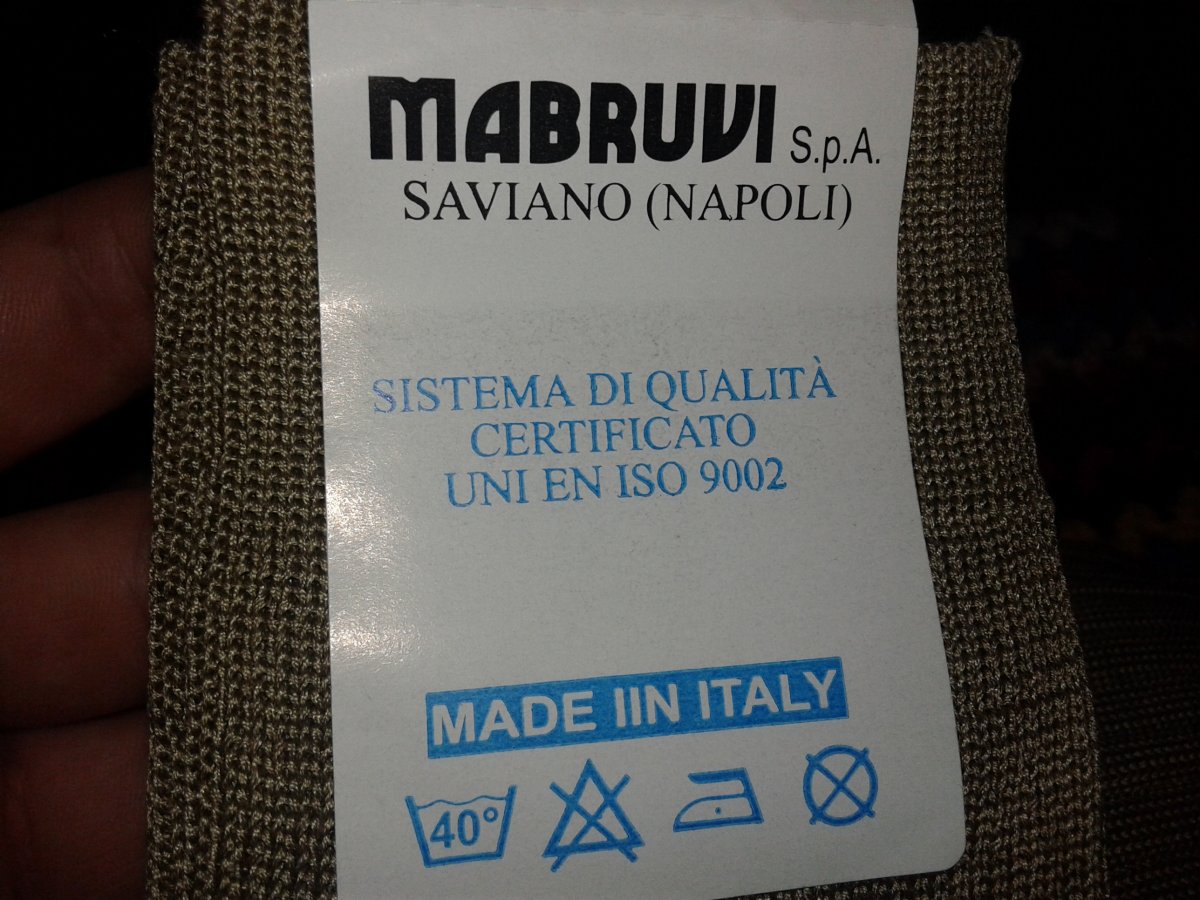 MABRUVI S.p.A.
SAVIANO (NAPOLI)
SISTEMA DI QUALITÀ
CERTIFICATO
UNI EN ISO 9002
MADE IIN ITALY
40°